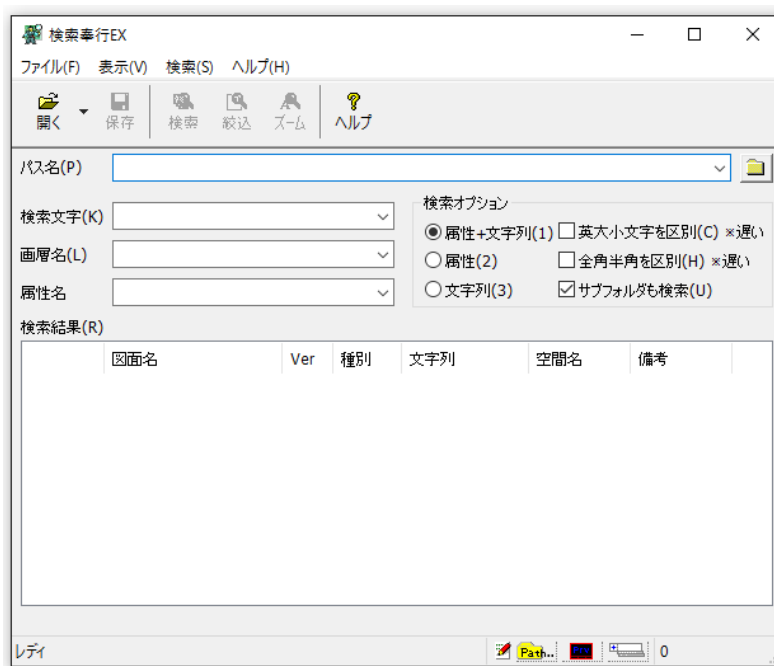 検索奉行EX
ファイル(F) 表示(V) 検索(S) ヘルプ(H)
開く 保存 検索 絞込 ズーム ヘルプ
パス名(P)
検索文字(K)
画層名(L)
属性名
検索オプション
属性+文字列(1) 英大小文字を区別(C) ※遅い
属性(2) 全角半角を区別(H) ※遅い
文字列(3) サブフォルダも検索(U)
検索結果(R)
図面名 Ver 種別 文字列 空間名 備考
レディ Path.. 0